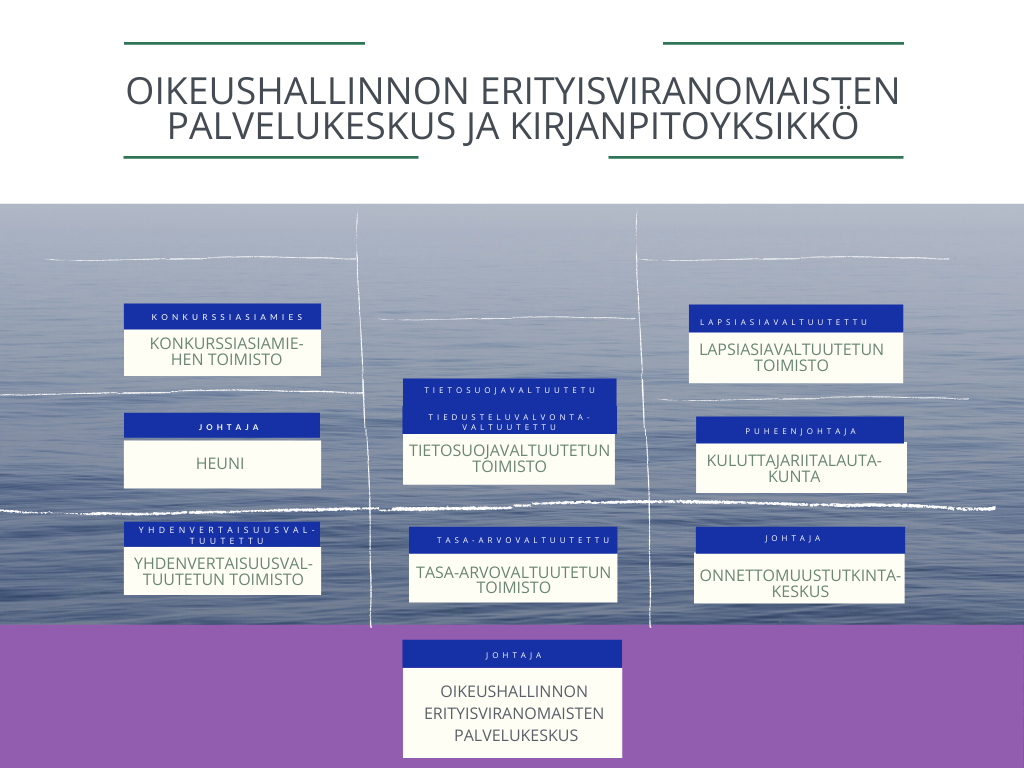 OIKEUSHALLINNON ERITYISVIRANOMAISTEN
PALVELUKESKUS JA KIRJANPITOYKSIKKÖ
KONKURSSIASIAMIES
KONKURSSIASIAMIE-
HEN TOIMISTO
JOHTAJA
HEUNI
YHDENVERTAISUUSVAL-
TUUTETTU
YHDENVERTAISUUSVAL-
TUUTETUN TOIMISTO
TIETOSUOJAVALTUUTETU
TIEDUSTELUVALVONTA-
VALTUUTETTU
TIETOSUOJAVALTUUTETUN
TOIMISTO
TASA-ARVOVALTUUTETTU
TASA-ARVOVALTUUTETUN
TOIMISTO
LAPSIASIAVALTUUTETTU
LAPSIASIAVALTUUTETUN
TOIMISTO
PUHEENJOHTAJA
KULUTTAJARIITALAUTA-
KUNTA
JOHTAJA
ONNETTOMUUSTUTKINTA-
KESKUS
JOHTAJA
OIKEUSHALLINNON
ERITYISVIRANOMAISTEN
PALVELUKESKUS